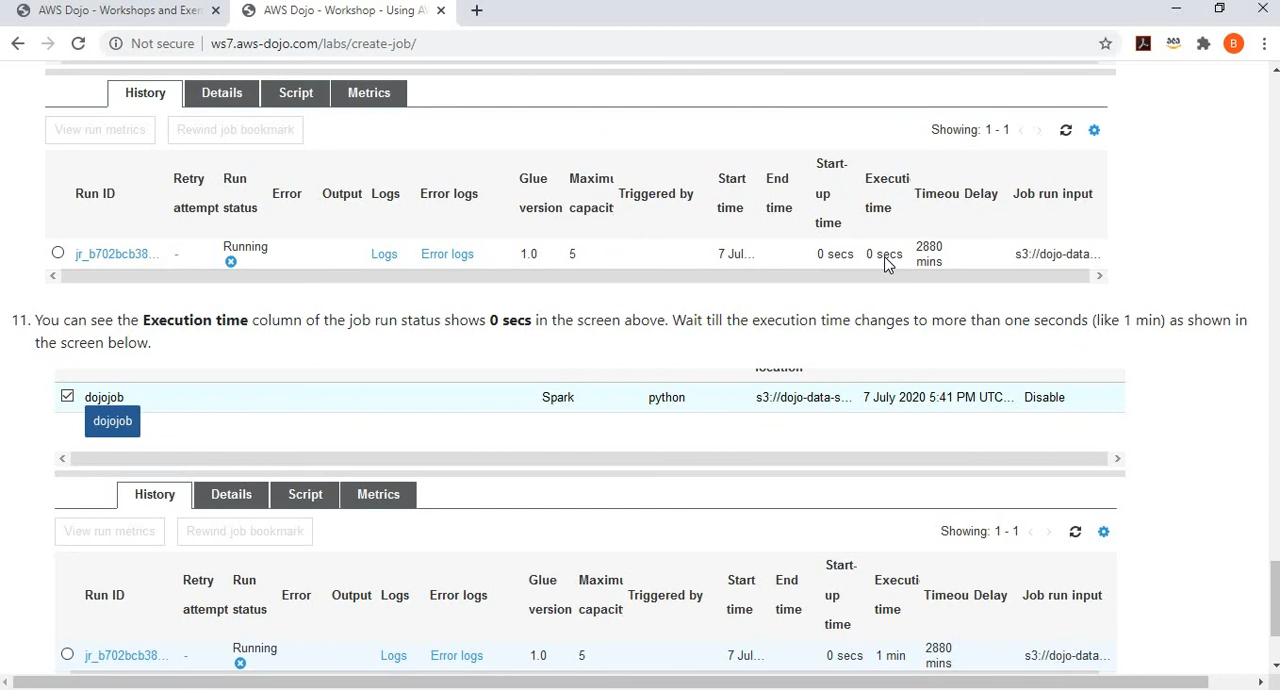 AWS Dojo - Workshops and Exer
AWS Dojo - Workshop - Using A
Not secure ws7.aws-dojo.com/labs/create-job/
B
History Details Script Metrics
View run metrics Rewind job bookmark Showing: 1 - 1
Run ID Retry attempt Run status Error Output Logs Error logs Glue version Maximu capacit Triggered by Start time End time Start-up time Executi time Timeou Delay Job run input
jr_b702bcb38... - Running Logs Error logs 1.0 5 7 Jul... 0 secs 0 secs 2880 mins s3://dojo-data...
11. You can see the Execution time column of the job run status shows 0 secs in the screen above. Wait till the execution time changes to more than one seconds (like 1 min) as shown in
the screen below.
location
dojojob Spark python s3://dojo-data-s... 7 July 2020 5:41 PM UTC... Disable
dojojob
History Details Script Metrics
View run metrics Rewind job bookmark Showing: 1 - 1
Run ID Retry attempt Run status Error Output Logs Error logs Glue version Maximu capacit Triggered by Start time End time Start-up time Executi time Timeou Delay Job run input
jr_b702bcb38... - Running Logs Error logs 1.0 5 7 Jul... 0 secs 1 min 2880 mins s3://dojo-data...